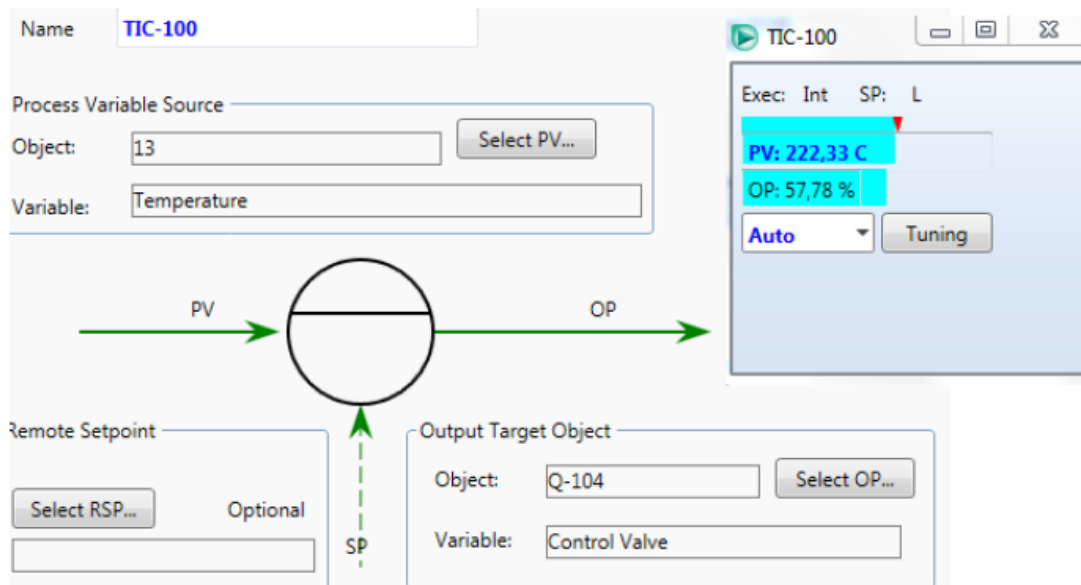 Name TIC-100
Process Variable Source
Object: 13 Select PV...
Variable: Temperature
PV
OP
Remote Setpoint
Select RSP... Optional
SP
Output Target Object
Object: Q-104 Select OP...
Variable: Control Valve
TIC-100
Exec: Int SP: L
PV: 222,33 C
OP: 57,78 %
Auto Tuning